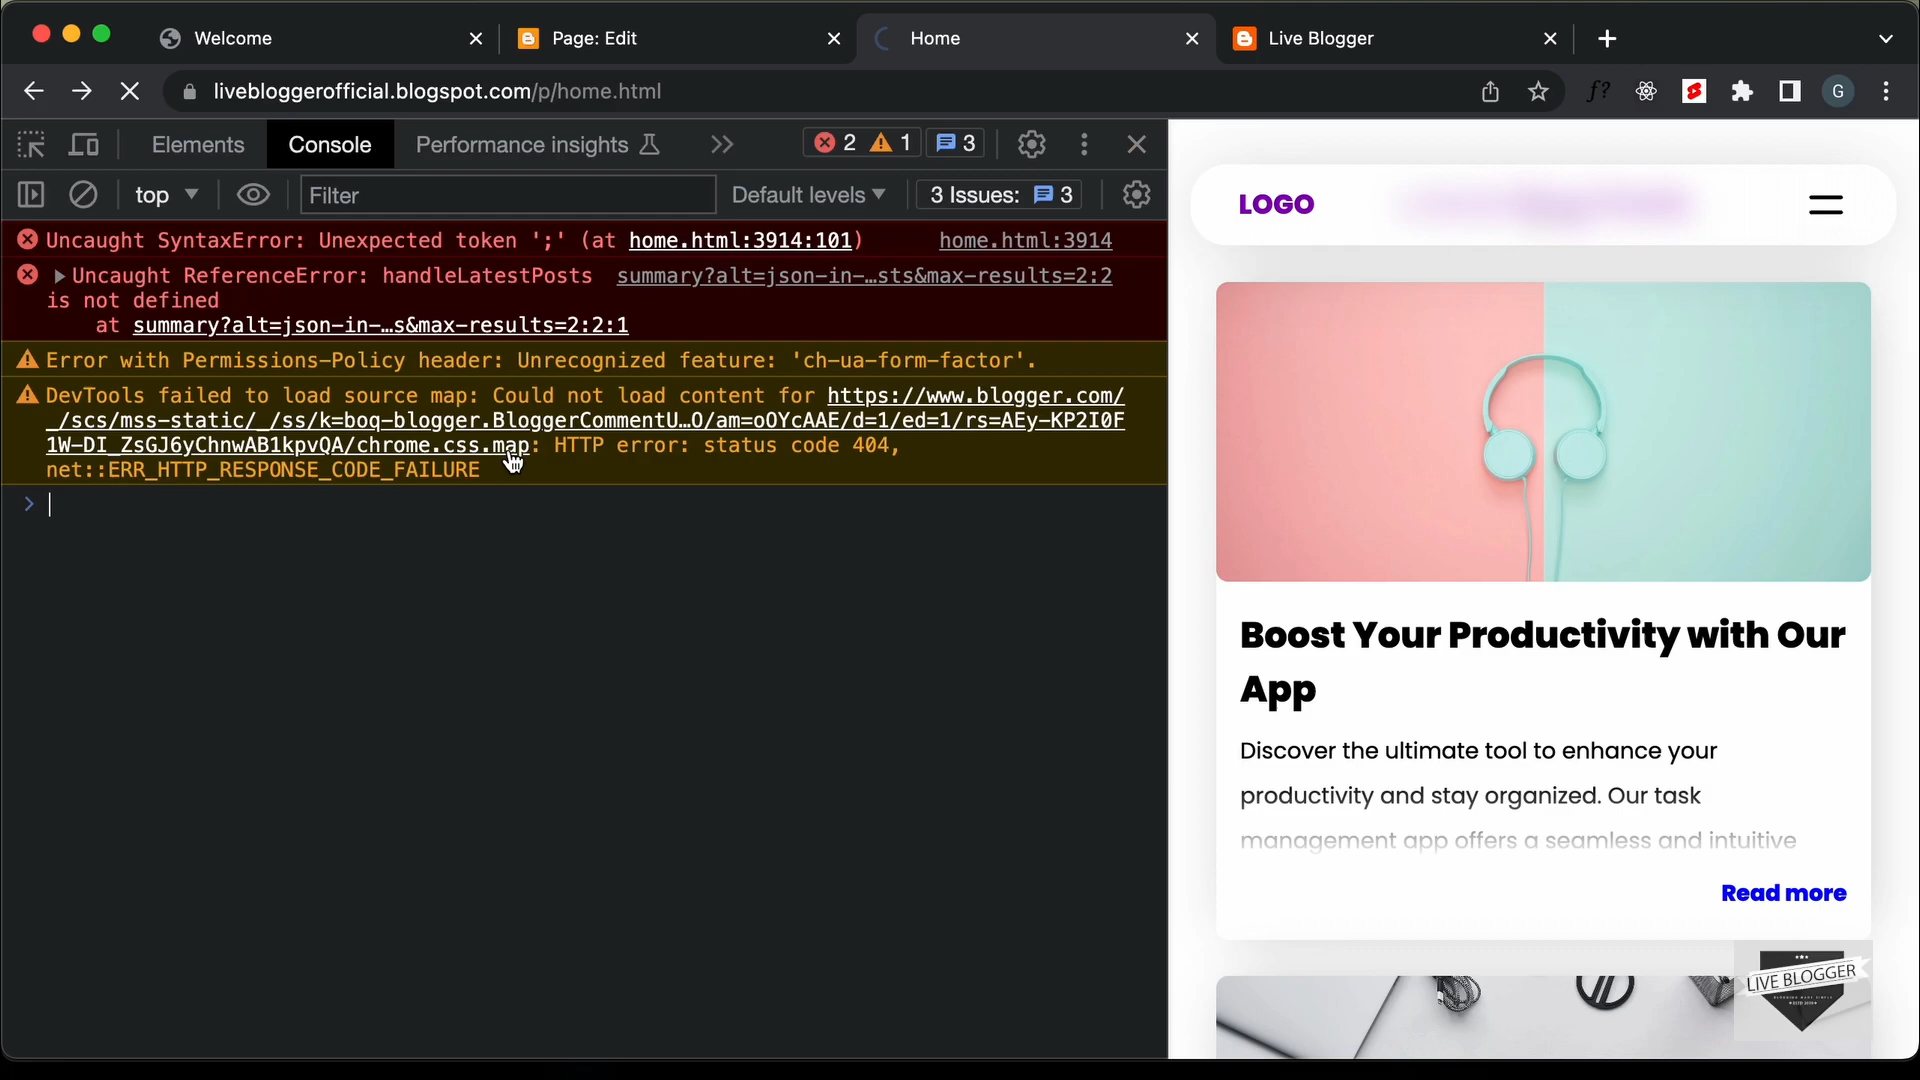 Welcome
Page: Edit
Home
Live Blogger
livebloggerofficial.blogspot.com/p/home.html
f?
G
Elements
Console
Performance insights
2
1
3
top
Filter
Default levels
3 Issues:
3
Uncaught SyntaxError: Unexpected token ';' (at home.html:3914:101)
home.html:3914
Uncaught ReferenceError: handleLatestPosts
summary?alt=json-in-…sts&max-results=2:2
is not defined
at summary?alt=json-in-…s&max-results=2:2:1
Error with Permissions-Policy header: Unrecognized feature: 'ch-ua-form-factor'.
DevTools failed to load source map: Could not load content for https://www.blogger.com/
_/scs/mss-static/_/ss/k=boq-blogger.BloggerCommentU…O/am=oOYcAAE/d=1/ed=1/rs=AEy-KP2I0F
1W-DI_ZsGJ6yChnwAB1kpvQA/chrome.css.map: HTTP error: status code 404,
net::ERR_HTTP_RESPONSE_CODE_FAILURE
LOGO
Boost Your Productivity with Our
App
Discover the ultimate tool to enhance your
productivity and stay organized. Our task
management app offers a seamless and intuitive
Read more
LIVE BLOGGER